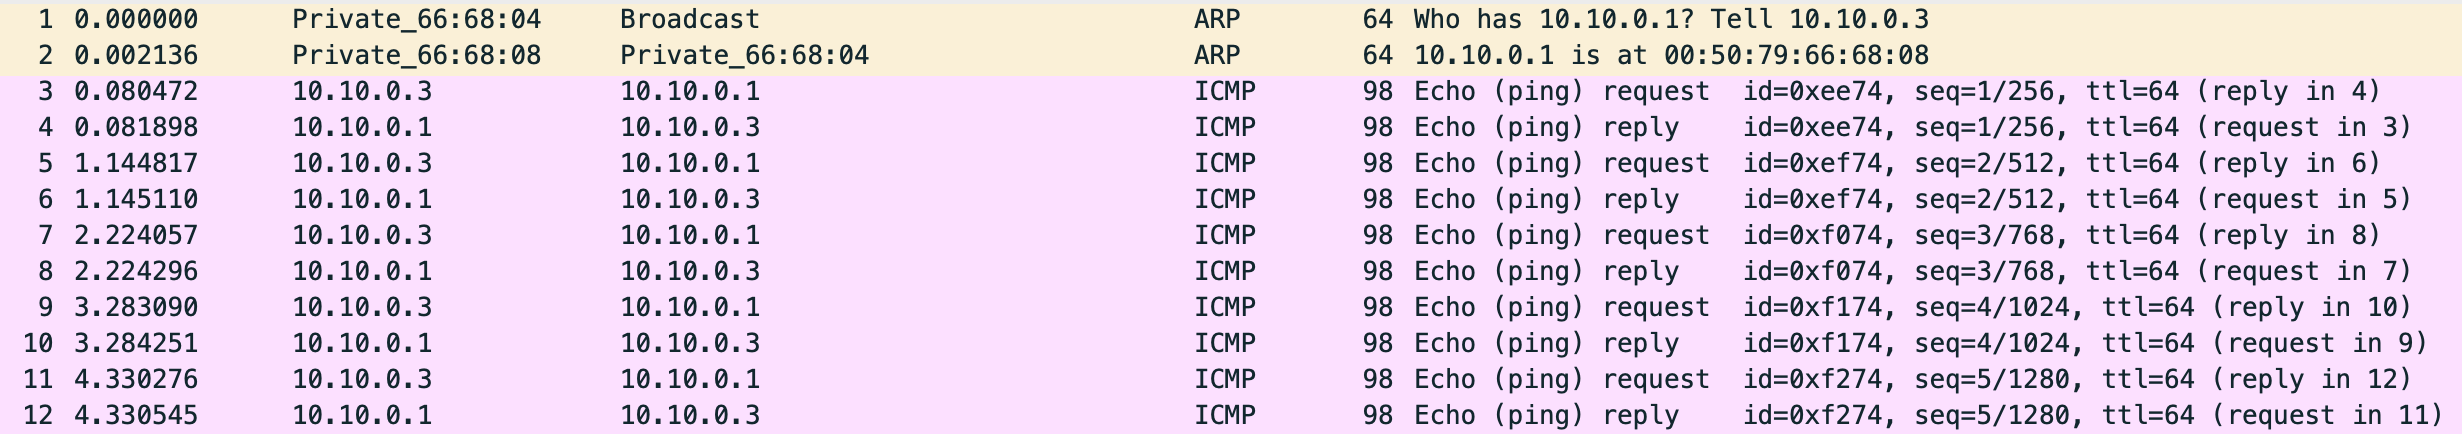 1 0.000000 Private_66:68:04 Broadcast ARP 64 Who has 10.10.0.1? Tell 10.10.0.3
2 0.002136 Private_66:68:08 Private_66:68:04 ARP 64 10.10.0.1 is at 00:50:79:66:68:08
3 0.080472 10.10.0.3 10.10.0.1 ICMP 98 Echo (ping) request id=0xee74, seq=1/256, ttl=64 (reply in 4)
4 0.081898 10.10.0.1 10.10.0.3 ICMP 98 Echo (ping) reply id=0xee74, seq=1/256, ttl=64 (request in 3)
5 1.144817 10.10.0.3 10.10.0.1 ICMP 98 Echo (ping) request id=0xef74, seq=2/512, ttl=64 (reply in 6)
6 1.145110 10.10.0.1 10.10.0.3 ICMP 98 Echo (ping) reply id=0xef74, seq=2/512, ttl=64 (request in 5)
7 2.224057 10.10.0.3 10.10.0.1 ICMP 98 Echo (ping) request id=0xf074, seq=3/768, ttl=64 (reply in 8)
8 2.224296 10.10.0.1 10.10.0.3 ICMP 98 Echo (ping) reply id=0xf074, seq=3/768, ttl=64 (request in 7)
9 3.283090 10.10.0.3 10.10.0.1 ICMP 98 Echo (ping) request id=0xf174, seq=4/1024, ttl=64 (reply in 10)
10 3.284251 10.10.0.1 10.10.0.3 ICMP 98 Echo (ping) reply id=0xf174, seq=4/1024, ttl=64 (request in 9)
11 4.330276 10.10.0.3 10.10.0.1 ICMP 98 Echo (ping) request id=0xf274, seq=5/1280, ttl=64 (reply in 12)
12 4.330545 10.10.0.1 10.10.0.3 ICMP 98 Echo (ping) reply id=0xf274, seq=5/1280, ttl=64 (request in 11)